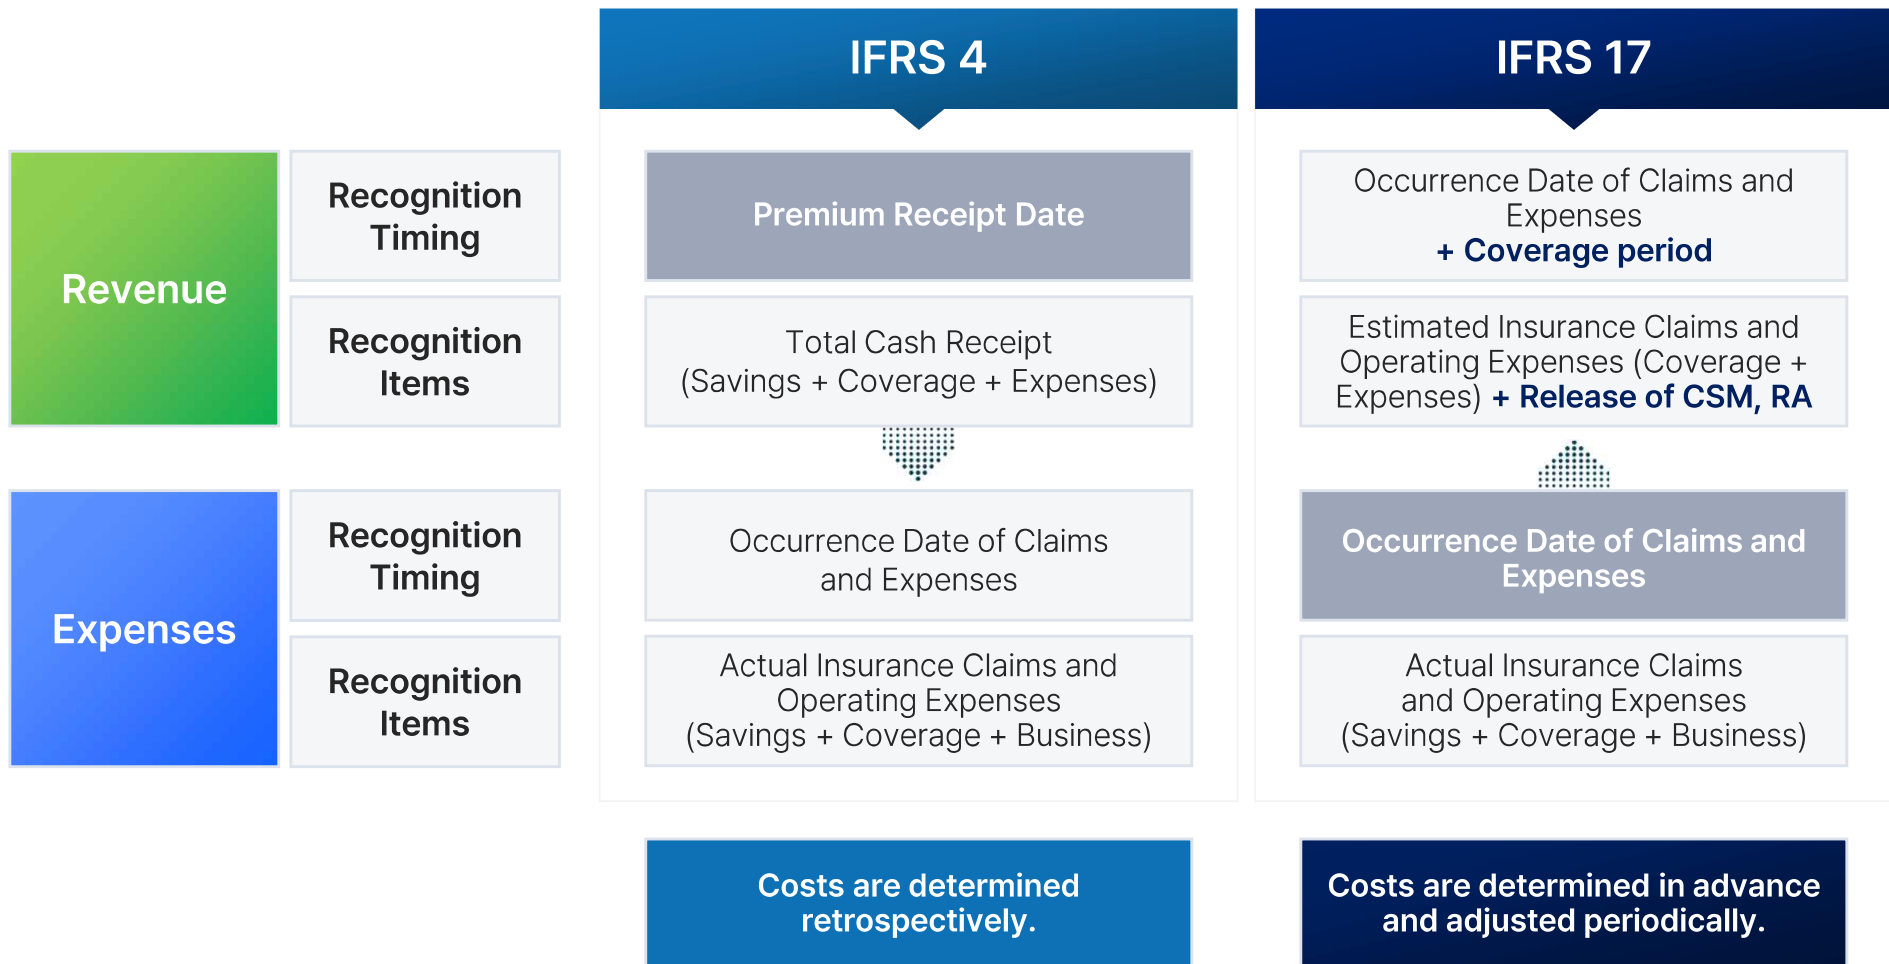 IFRS 4
IFRS 17
Revenue
Recognition
Timing
Premium Receipt Date
Occurrence Date of Claims and
Expenses
+ Coverage period
Recognition
Items
Total Cash Receipt
(Savings + Coverage + Expenses)
Estimated Insurance Claims and
Operating Expenses (Coverage +
Expenses) + Release of CSM, RA
Expenses
Recognition
Timing
Occurrence Date of Claims
and Expenses
Occurrence Date of Claims and
Expenses
Recognition
Items
Actual Insurance Claims and
Operating Expenses
(Savings + Coverage + Business)
Actual Insurance Claims
and Operating Expenses
(Savings + Coverage + Business)
Costs are determined
retrospectively.
Costs are determined in advance
and adjusted periodically.